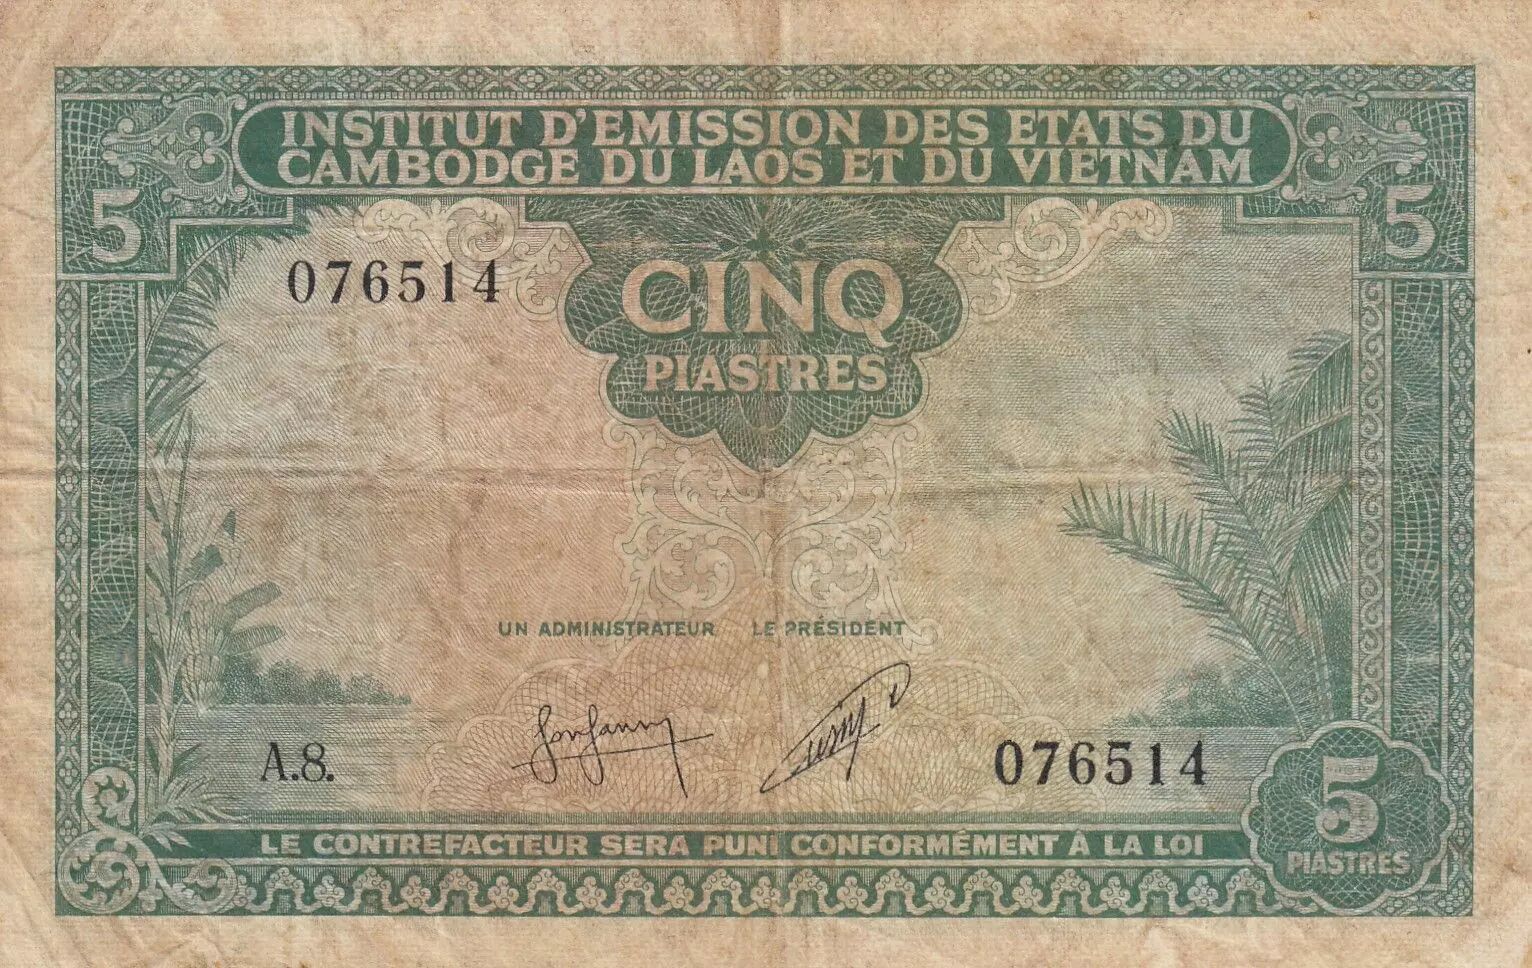 INSTITUT D'EMISSION DES ETATS DU
CAMBODGE DU LAOS ET DU VIETNAM
5
5
076514
CINQ
PIASTRES
UN ADMINISTRATEUR LE PRÉSIDENT
A.8.
076514
5
PIASTRES
LE CONTREFACTEUR SERA PUNI CONFORMÉMENT À LA LOI